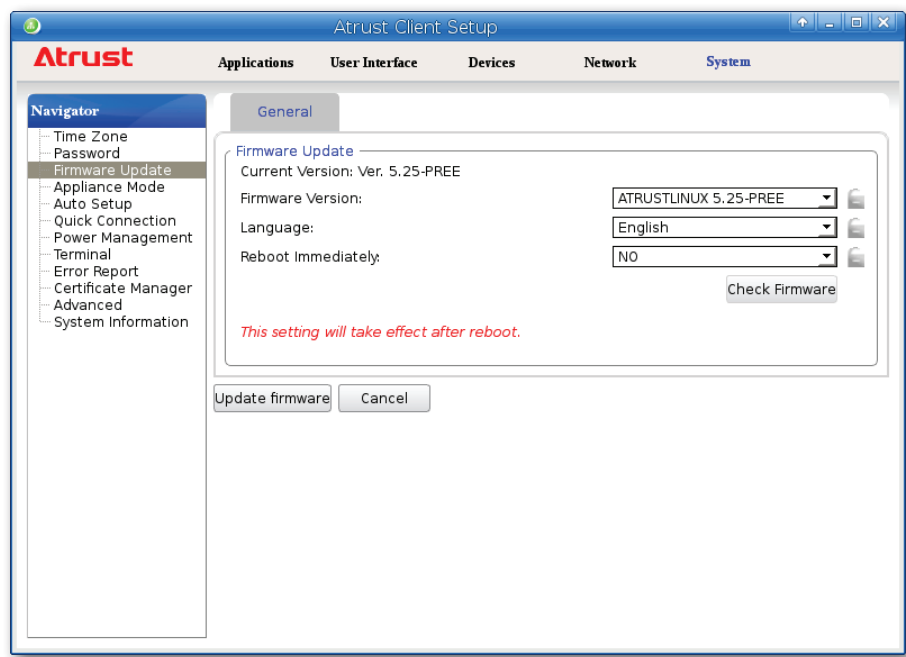 Atrust Client Setup
Atrust
Applications User Interface Devices Network System
Navigator
Time Zone
Password
Firmware Update
Appliance Mode
Auto Setup
Quick Connection
Power Management
Terminal
Error Report
Certificate Manager
Advanced
System Information
General
Firmware Update
Current Version: Ver. 5.25-PREE
Firmware Version: ATRUSTLINUX 5.25-PREE
Language: English
Reboot Immediately: NO
Check Firmware
This setting will take effect after reboot.
Update firmware Cancel